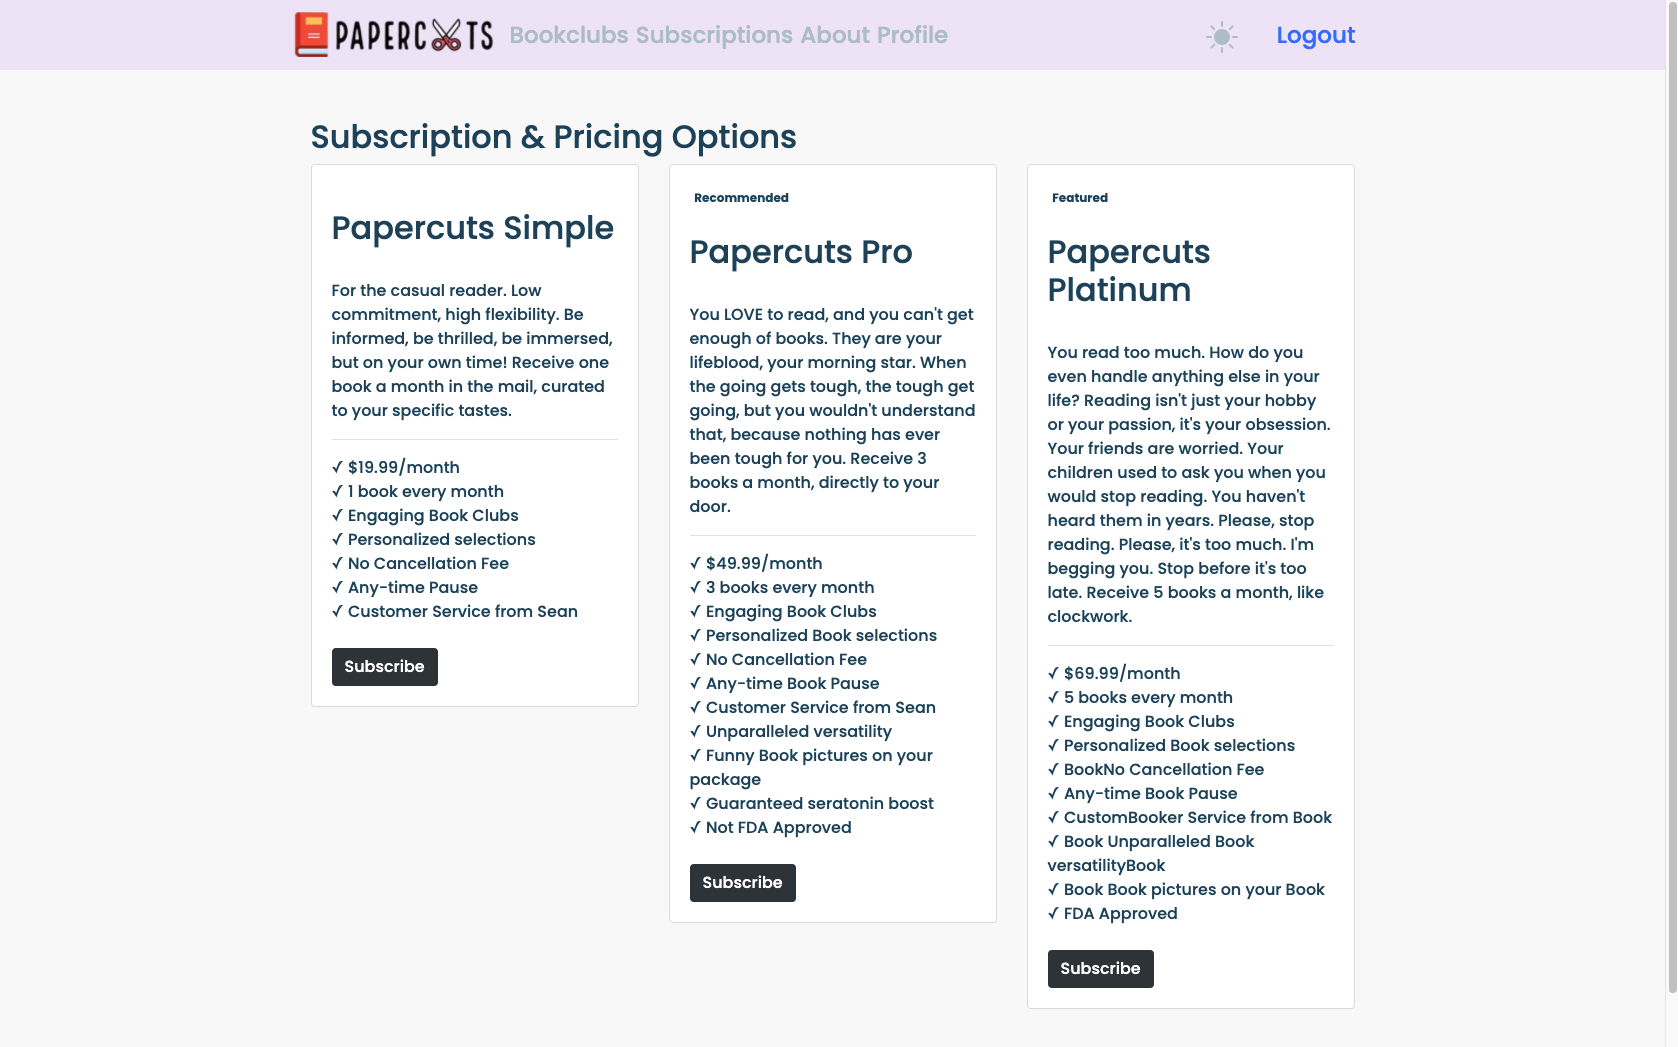 PAPERCUTS Bookclubs Subscriptions About Profile Logout
Subscription & Pricing Options
Papercuts Simple
For the casual reader. Low
commitment, high flexibility. Be
informed, be thrilled, be immersed,
but on your own time! Receive one
book a month in the mail, curated
to your specific tastes.
✓ $19.99/month
✓ 1 book every month
✓ Engaging Book Clubs
✓ Personalized selections
✓ No Cancellation Fee
✓ Any-time Pause
✓ Customer Service from Sean
Subscribe
Recommended
Papercuts Pro
You LOVE to read, and you can't get
enough of books. They are your
lifeblood, your morning star. When
the going gets tough, the tough get
going, but you wouldn't understand
that, because nothing has ever
been tough for you. Receive 3
books a month, directly to your
door.
✓ $49.99/month
✓ 3 books every month
✓ Engaging Book Clubs
✓ Personalized Book selections
✓ No Cancellation Fee
✓ Any-time Book Pause
✓ Customer Service from Sean
✓ Unparalleled versatility
✓ Funny Book pictures on your
package
✓ Guaranteed seratonin boost
✓ Not FDA Approved
Subscribe
Featured
Papercuts
Platinum
You read too much. How do you
even handle anything else in your
life? Reading isn't just your hobby
or your passion, it's your obsession.
Your friends are worried. Your
children used to ask you when you
would stop reading. You haven't
heard them in years. Please, stop
reading. Please, it's too much. I'm
begging you. Stop before it's too
late. Receive 5 books a month, like
clockwork.
✓ $69.99/month
✓ 5 books every month
✓ Engaging Book Clubs
✓ Personalized Book selections
✓ BookNo Cancellation Fee
✓ Any-time Book Pause
✓ CustomBooker Service from Book
✓ Book Unparalleled Book
versatilityBook
✓ Book Book pictures on your Book
✓ FDA Approved
Subscribe